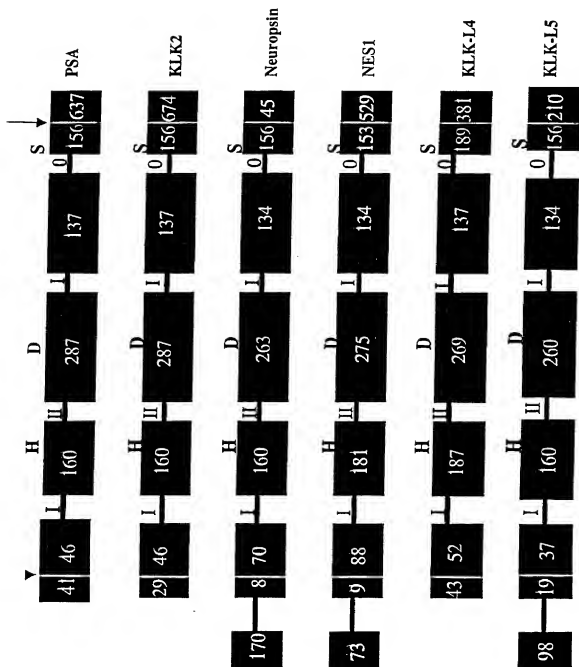 S
H D
41 46 I 160 II 287 I 137 0 156 637 PSA
H D S
29 46 I 160 II 287 I 137 0 156 674 KLK2
H D S
170 8 70 I 160 II 263 I 134 0 156 45 Neuropsin
H D S
73 9 88 I 181 II 275 I 134 0 153 529 NES1
H D S
43 52 I 187 II 269 I 137 0 189 381 KLK-L4
H D S
98 19 37 I 160 II 260 I 134 0 156 210 KLK-L5